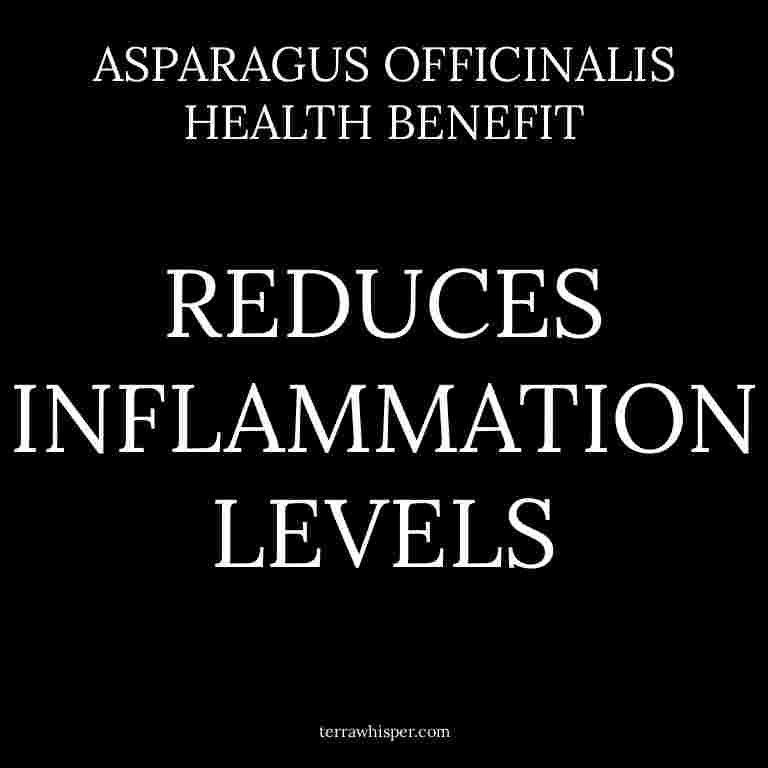 ASPARAGUS OFFICINALIS
HEALTH BENEFIT
REDUCES
INFLAMMATION
LEVELS
terrawhisper.com